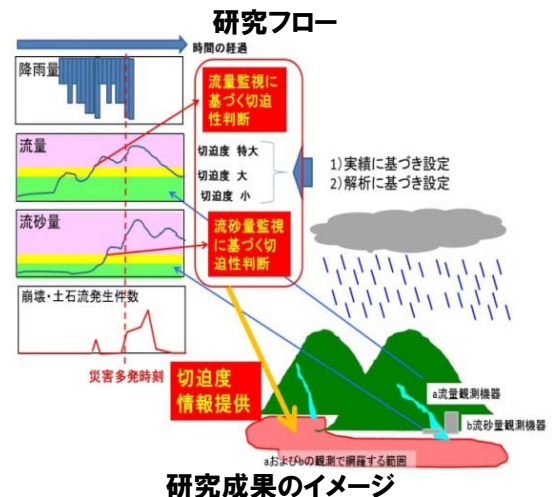 研究フロー
時間の経過
降雨量
流量監視に
基づく切迫
性判断
流量
切迫度 特大
切迫度 大
切迫度 小
1)実績に基づき設定
2)解析に基づき設定
流砂量
流砂量監視
に基づく切
迫性判断
崩壊・土石流発生件数
災害多発時刻
切迫度
情報提供
a流量観測機器
b流砂量観測機器
aおよびbの観測で網羅する範囲
研究成果のイメージ